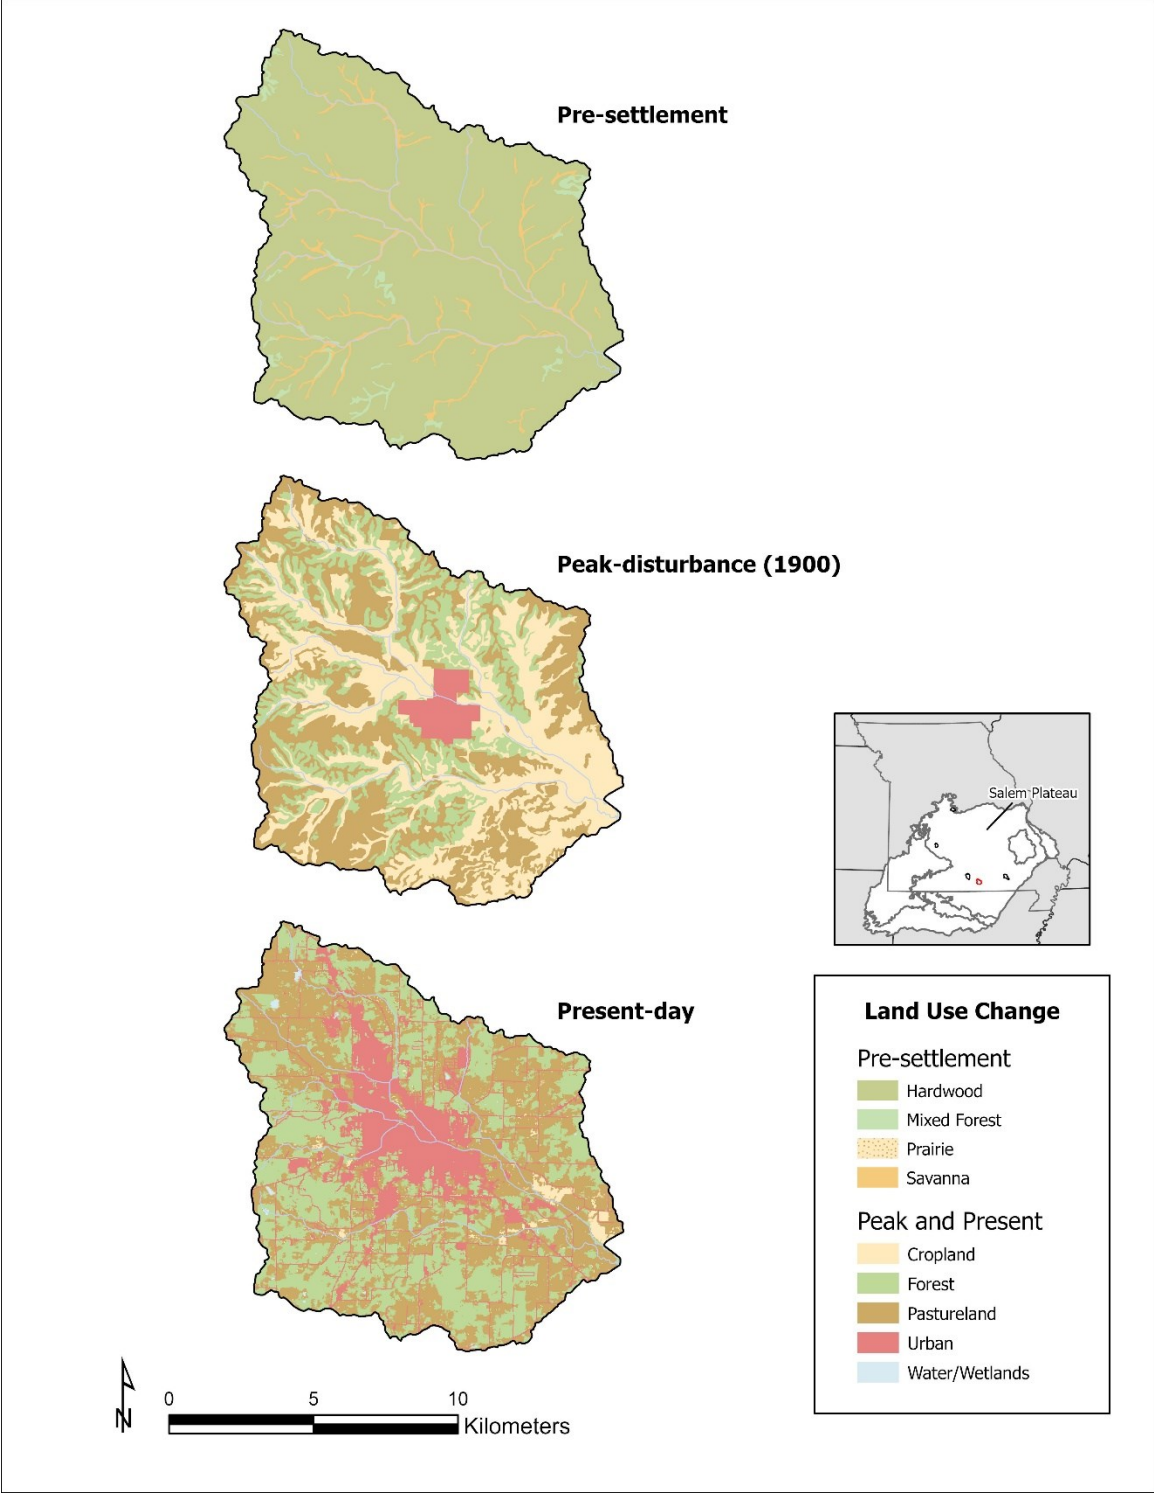 Pre-settlement
Peak-disturbance (1900)
Salem Plateau
Present-day
Land Use Change
Pre-settlement
Hardwood
Mixed Forest
Prairie
Savanna
Peak and Present
Cropland
Forest
Pastureland
Urban
Water/Wetlands
N
0 5 10
Kilometers